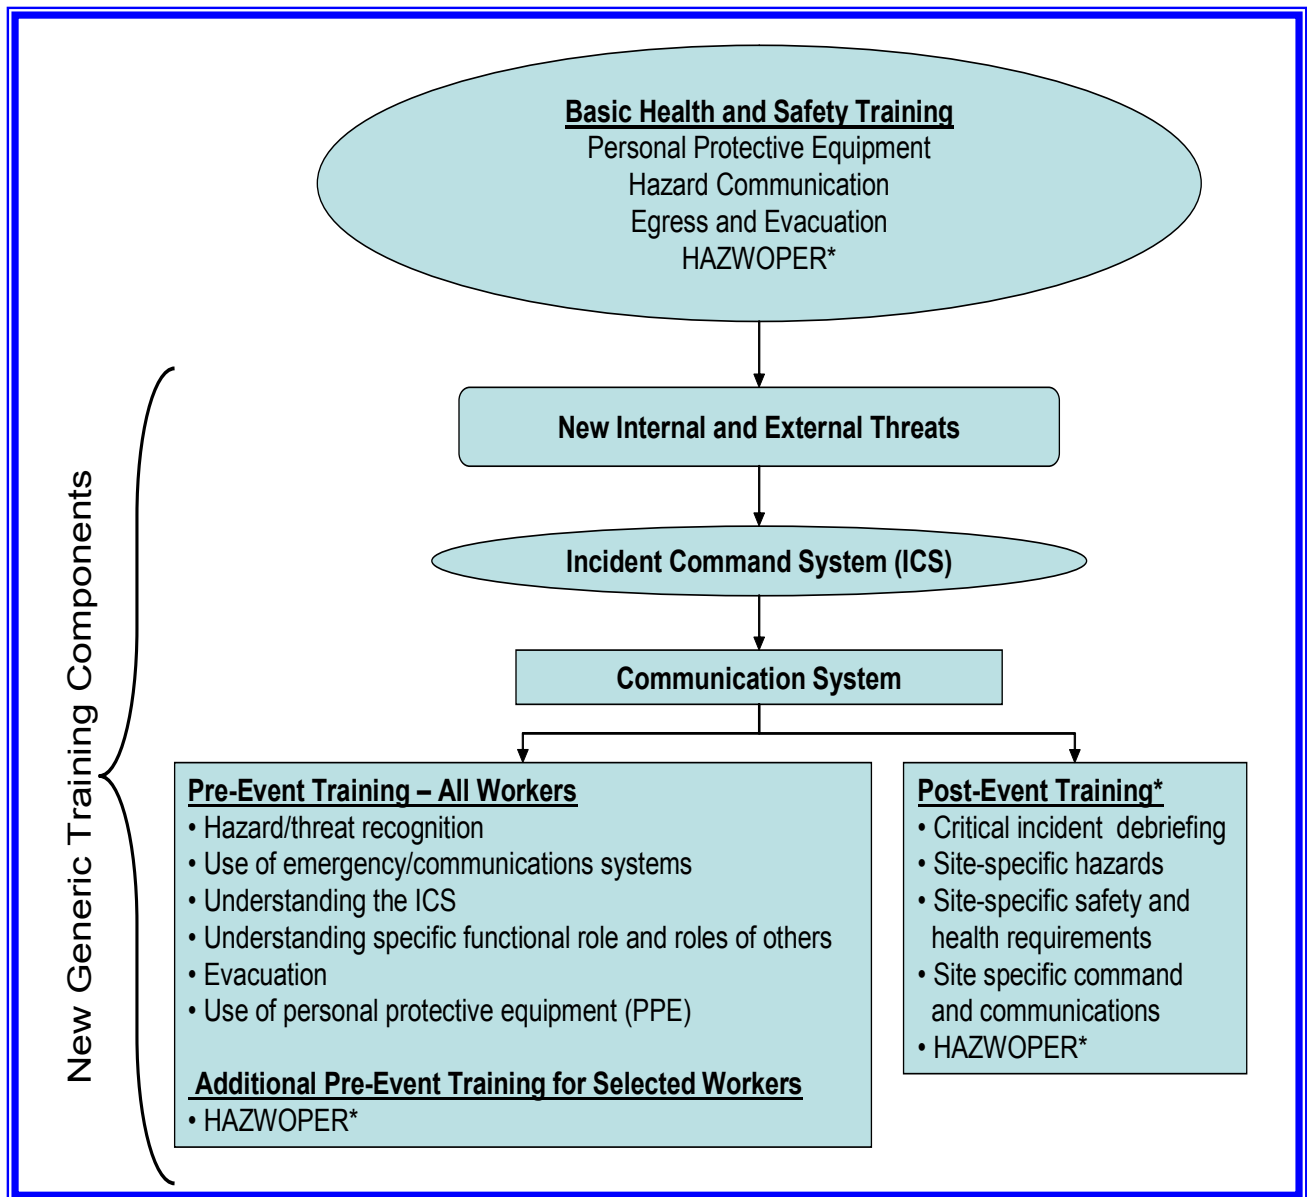 Basic Health and Safety Training
Personal Protective Equipment
Hazard Communication
Egress and Evacuation
HAZWOPER*
New Internal and External Threats
Incident Command System (ICS)
Communication System
New Generic Training Components
Pre-Event Training – All Workers
• Hazard/threat recognition
• Use of emergency/communications systems
• Understanding the ICS
• Understanding specific functional role and roles of others
• Evacuation
• Use of personal protective equipment (PPE)
Additional Pre-Event Training for Selected Workers
• HAZWOPER*
Post-Event Training*
• Critical incident debriefing
• Site-specific hazards
• Site-specific safety and
health requirements
• Site specific command
and communications
• HAZWOPER*